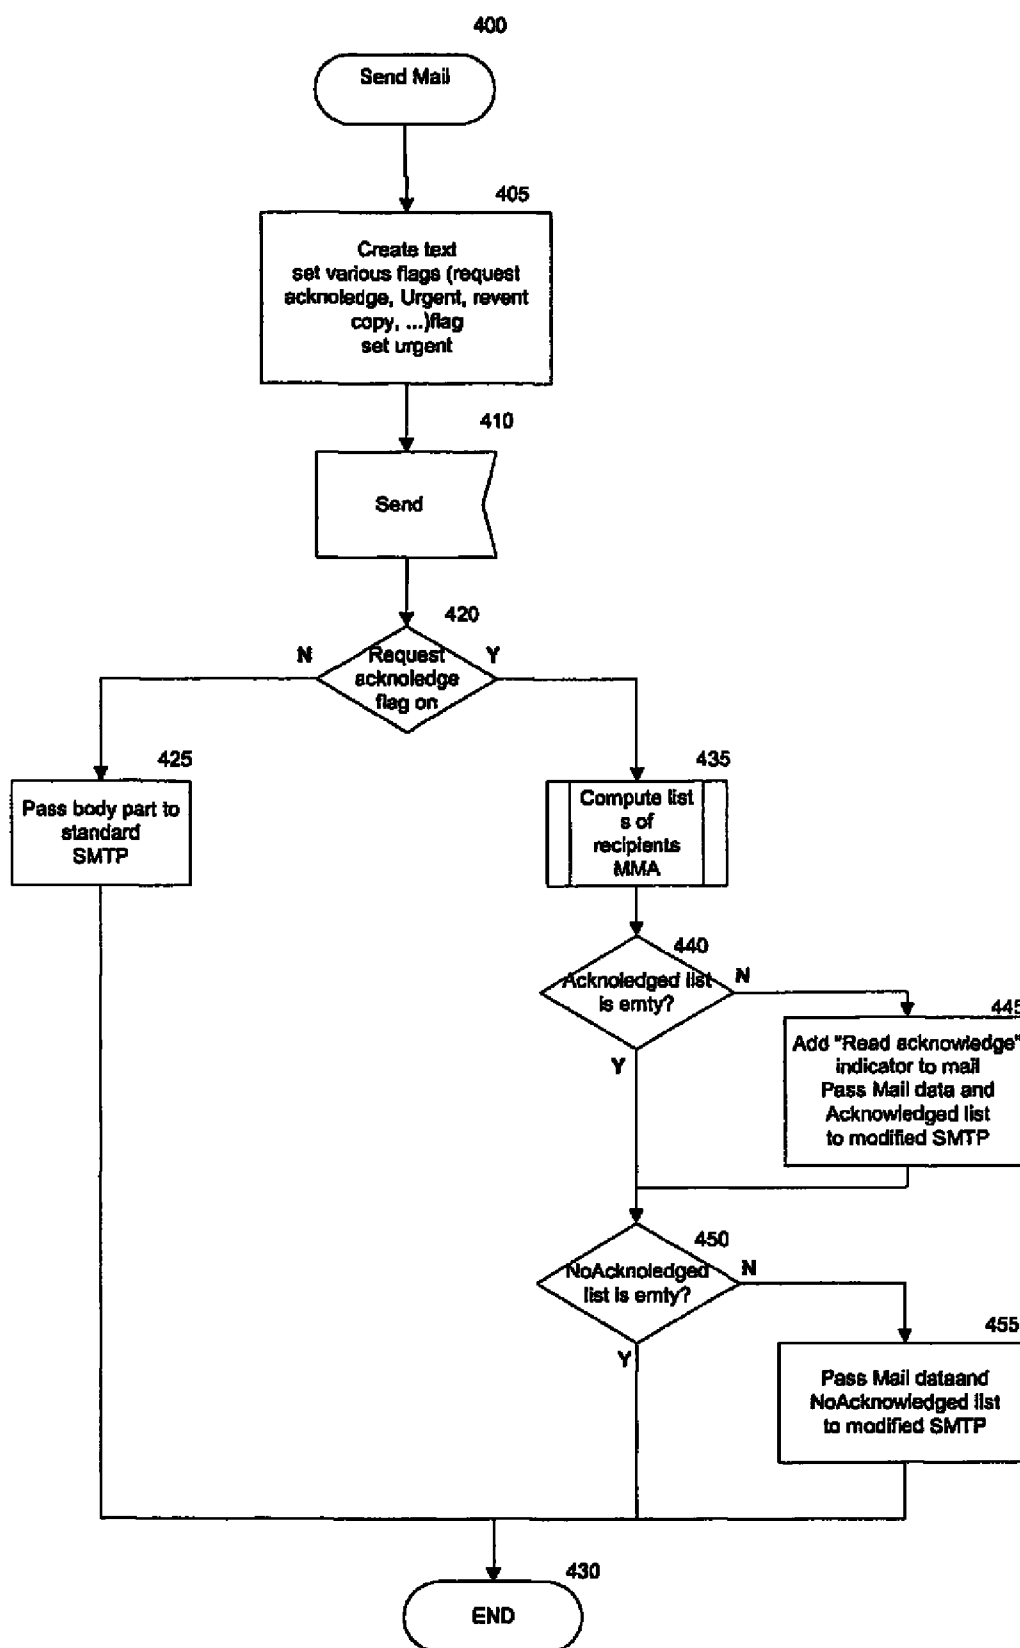 400
Send Mail
405
Create text
set various flags (request
acknoledge, Urgent, revent
copy, ...)flag
set urgent
410
Send
420
N
Y
Request
acknoledge
flag on
425
Pass body part to
standard
SMTP
435
Compute list
s of
recipients
MMA
440
Acknoledged list
is emty?
N
Y
445
Add "Read acknowledge"
indicator to mail
Pass Mail data and
Acknowledged list
to modified SMTP
450
NoAcknoledged
list is emty?
N
Y
455
Pass Mail dataand
NoAcknowledged list
to modified SMTP
430
END